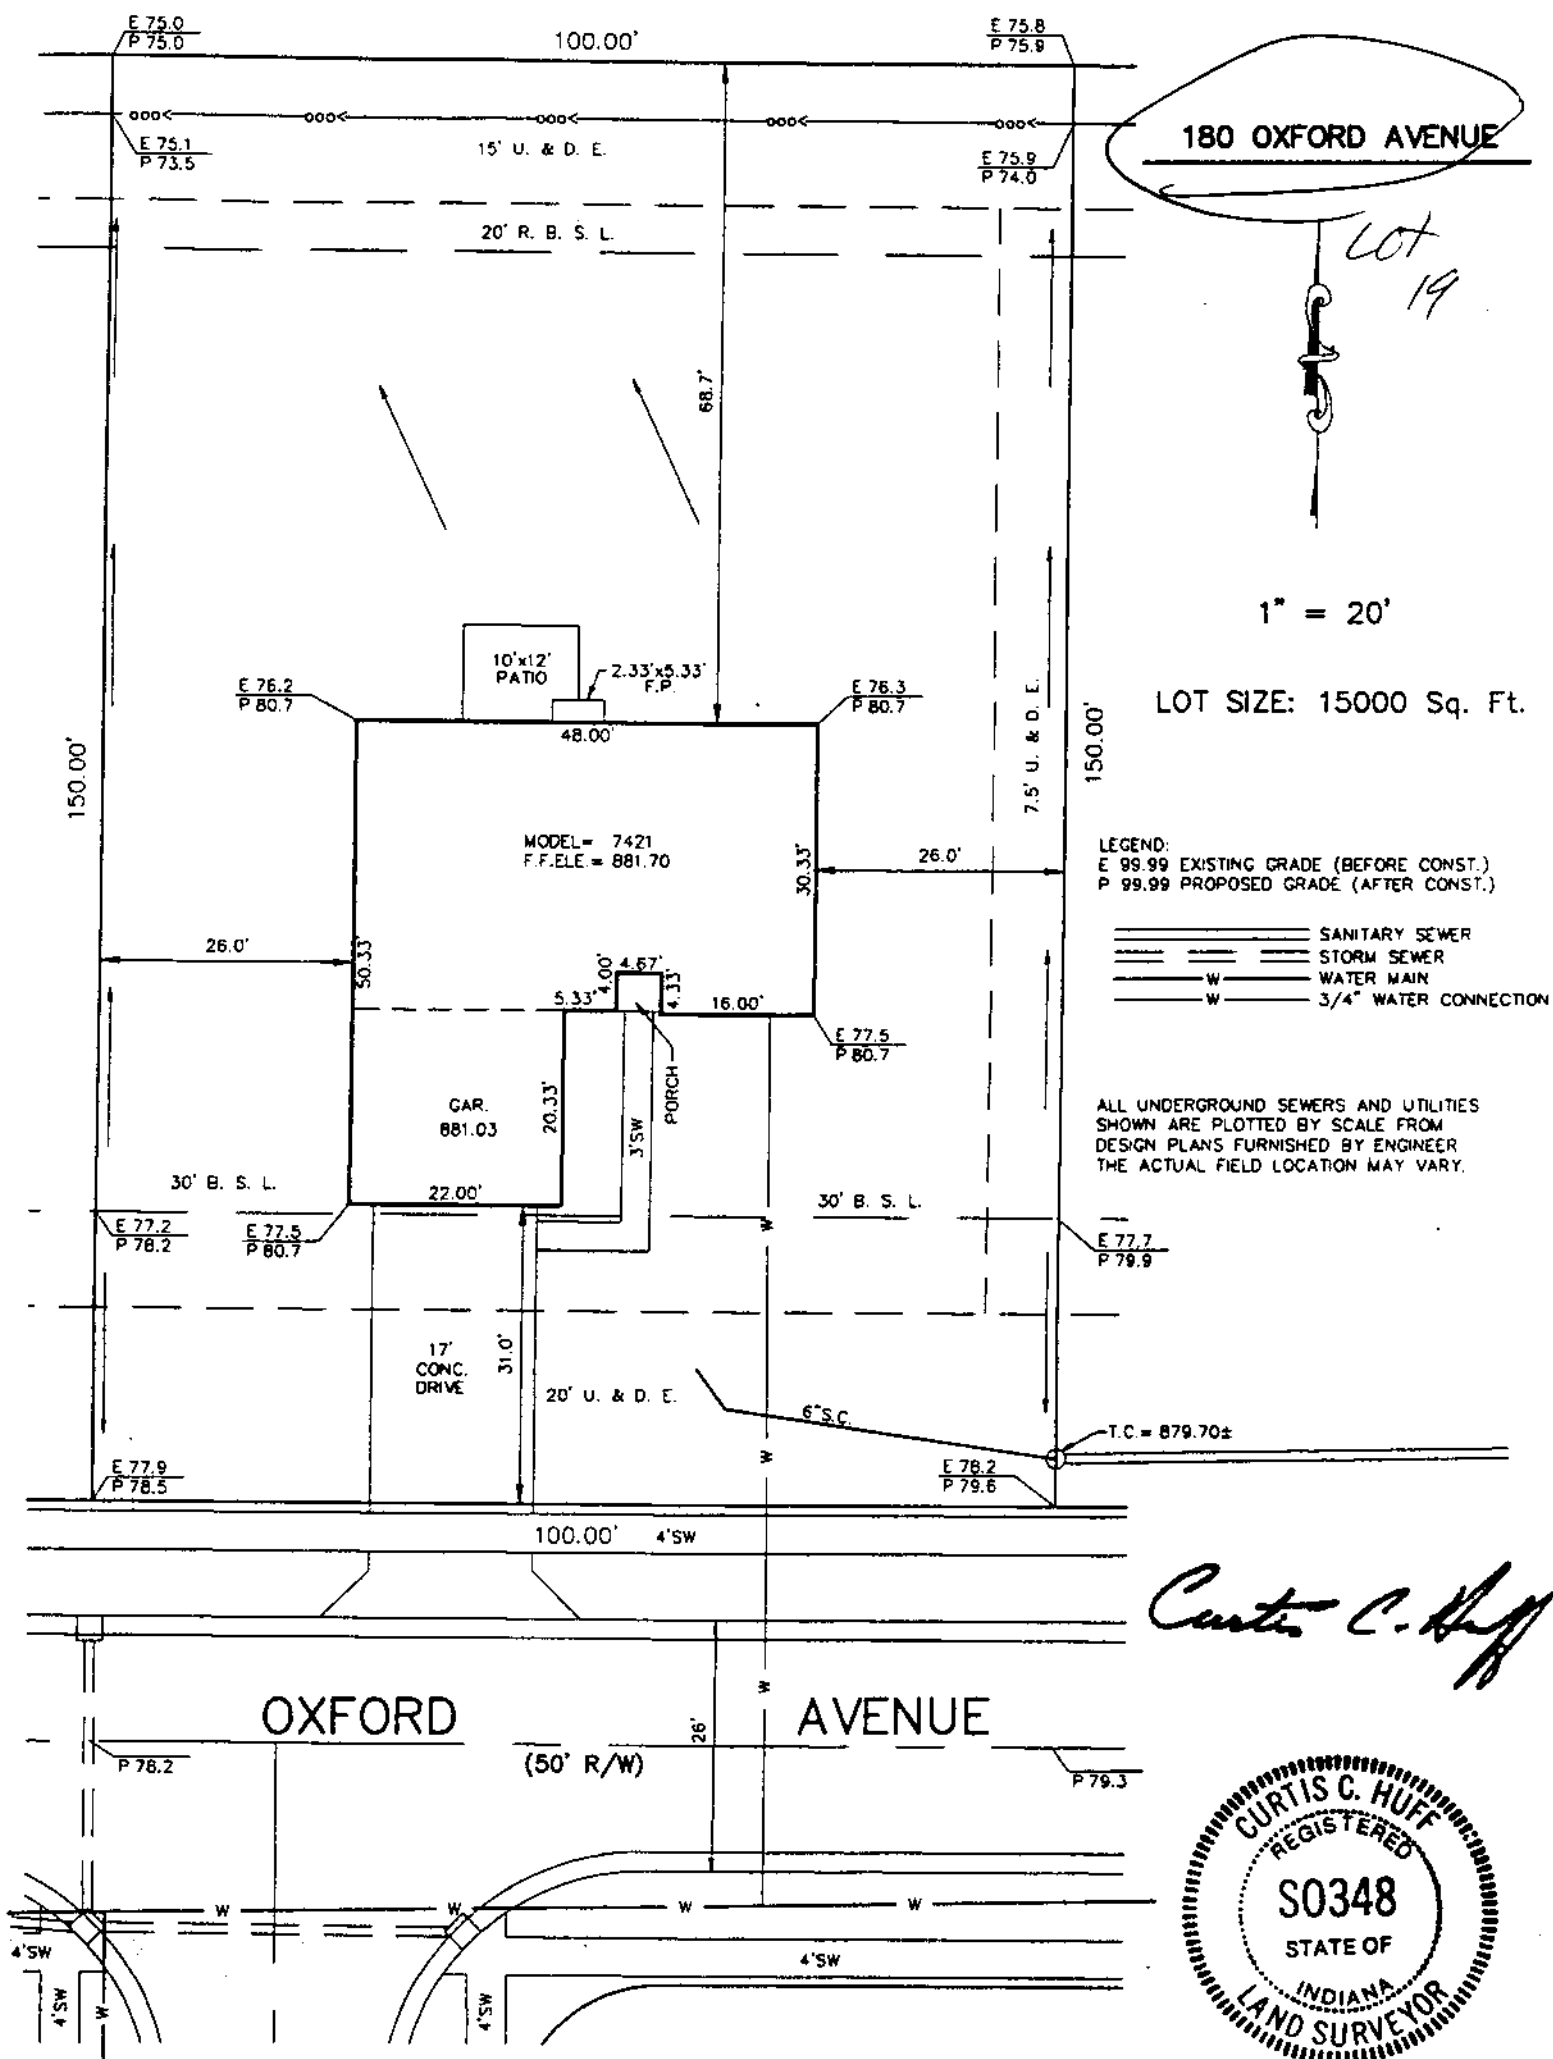 E 75.0
P 75.0
100.00'
E 75.8
P 75.9
180 OXFORD AVENUE
Lot
19
E 75.1
P 73.5
15' U. & D. E.
E 75.9
P 74.0
20' R. B. S. L.
68.7'
1" = 20'
LOT SIZE: 15000 Sq. Ft.
10'x12'
PATIO
2.33'x5.33'
F.P.
E 76.2
P 80.7
E 76.3
P 80.7
48.00'
150.00'
7.5' U. & D. E.
150.00'
MODEL= 7421
F.F.ELE.= 881.70
30.33'
26.0'
LEGEND:
E 99.99 EXISTING GRADE (BEFORE CONST.)
P 99.99 PROPOSED GRADE (AFTER CONST.)
SANITARY SEWER
STORM SEWER
W WATER MAIN
W 3/4" WATER CONNECTION
26.0'
50.33'
4.00'
4.67'
4.33'
5.33'
16.00'
E 77.5
P 80.7
GAR.
881.03
20.33'
3'SW
PORCH
ALL UNDERGROUND SEWERS AND UTILITIES
SHOWN ARE PLOTTED BY SCALE FROM
DESIGN PLANS FURNISHED BY ENGINEER
THE ACTUAL FIELD LOCATION MAY VARY.
30' B. S. L.
22.00'
30' B. S. L.
W
E 77.2
P 78.2
E 77.5
P 80.7
E 77.7
P 79.9
17'
CONC.
DRIVE
31.0'
20' U. & D. E.
6"S.C.
T.C.= 879.70±
W
E 77.9
P 78.5
E 78.2
P 79.6
100.00'
4'SW
Curtis C. Huff
W
OXFORD AVENUE
(50' R/W)
26'
P 78.2
P 79.3
W W W W
4'SW
4'SW
4'SW
W
4'SW
CURTIS C. HUFF
REGISTERED
S0348
STATE OF
INDIANA
LAND SURVEYOR